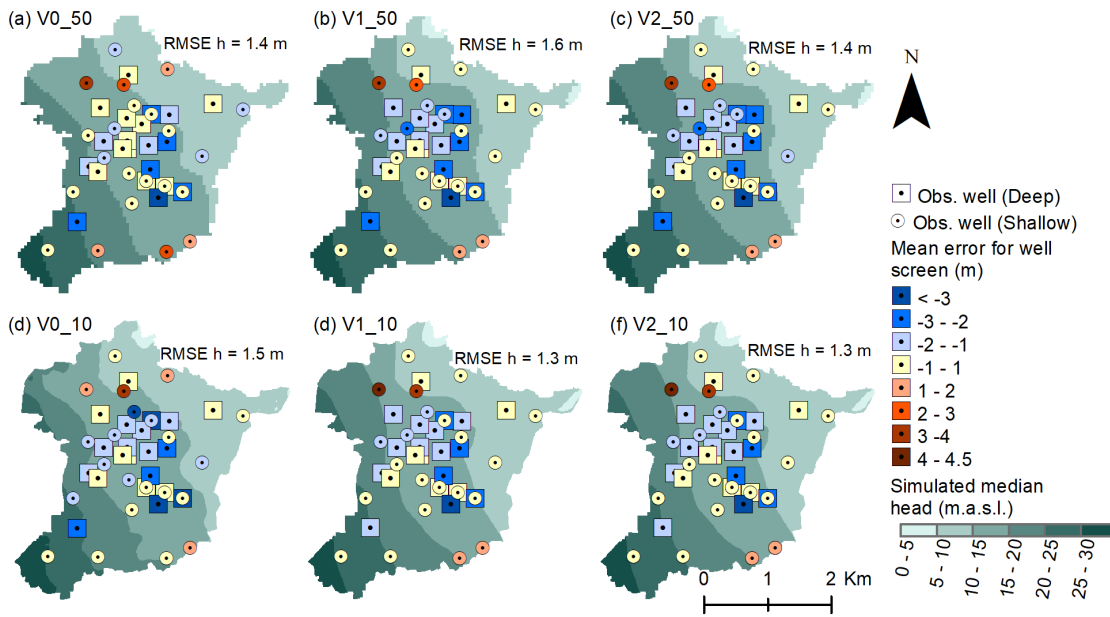 (a) V0_50
RMSE h = 1.4 m
(b) V1_50
RMSE h = 1.6 m
(c) V2_50
RMSE h = 1.4 m
N
Obs. well (Deep)
Obs. well (Shallow)
Mean error for well
screen (m)
< -3
-3 - -2
-2 - -1
-1 - 1
1 - 2
2 - 3
3 -4
4 - 4.5
Simulated median
head (m.a.s.l.)
0 - 5
5 - 10
10 - 15
15 - 20
20 - 25
25 - 30
(d) V0_10
RMSE h = 1.5 m
(d) V1_10
RMSE h = 1.3 m
(f) V2_10
RMSE h = 1.3 m
0 1 2 Km